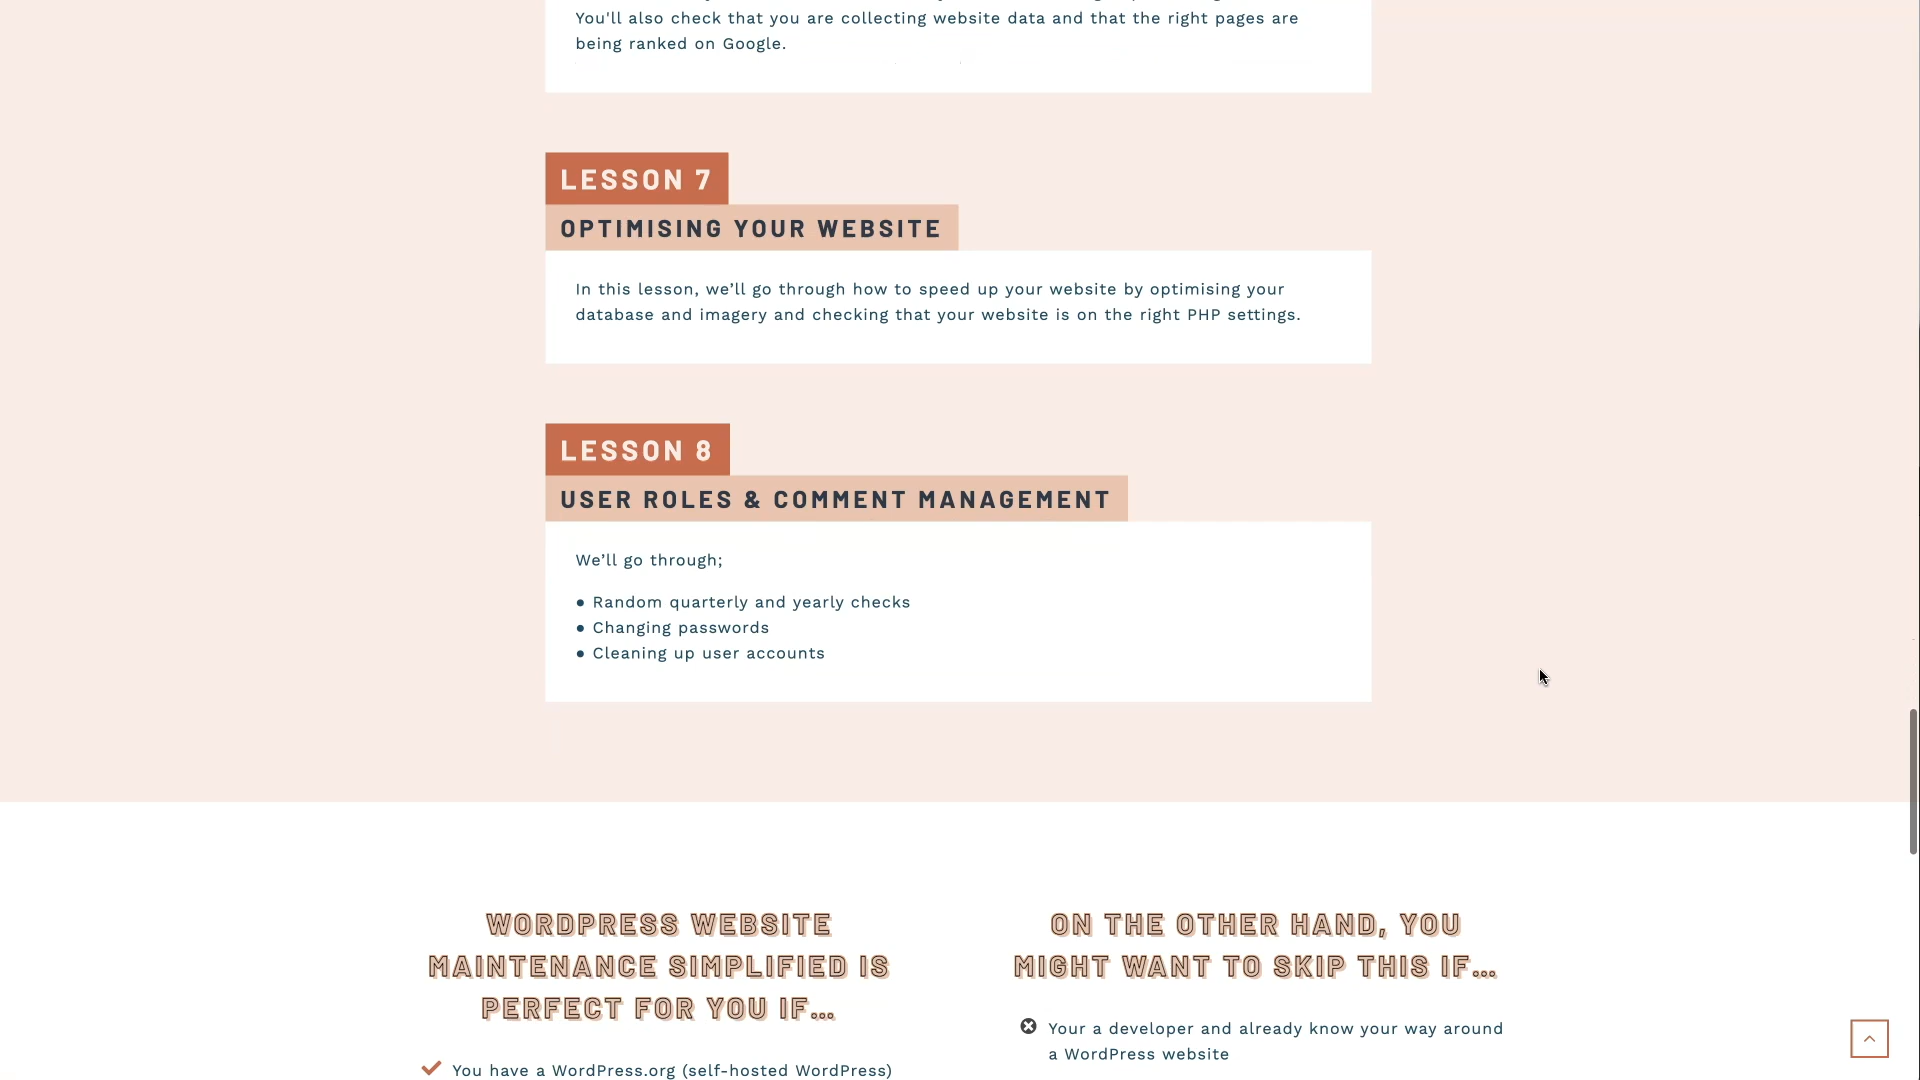 You'll also check that you are collecting website data and that the right pages are
being ranked on Google.
LESSON 7
OPTIMISING YOUR WEBSITE
In this lesson, we’ll go through how to speed up your website by optimising your
database and imagery and checking that your website is on the right PHP settings.
LESSON 8
USER ROLES & COMMENT MANAGEMENT
We’ll go through;
● Random quarterly and yearly checks
● Changing passwords
● Cleaning up user accounts
WORDPRESS WEBSITE
MAINTENANCE SIMPLIFIED IS
PERFECT FOR YOU IF...
You have a WordPress.org (self-hosted WordPress)
ON THE OTHER HAND, YOU
MIGHT WANT TO SKIP THIS IF...
Your a developer and already know your way around
a WordPress website